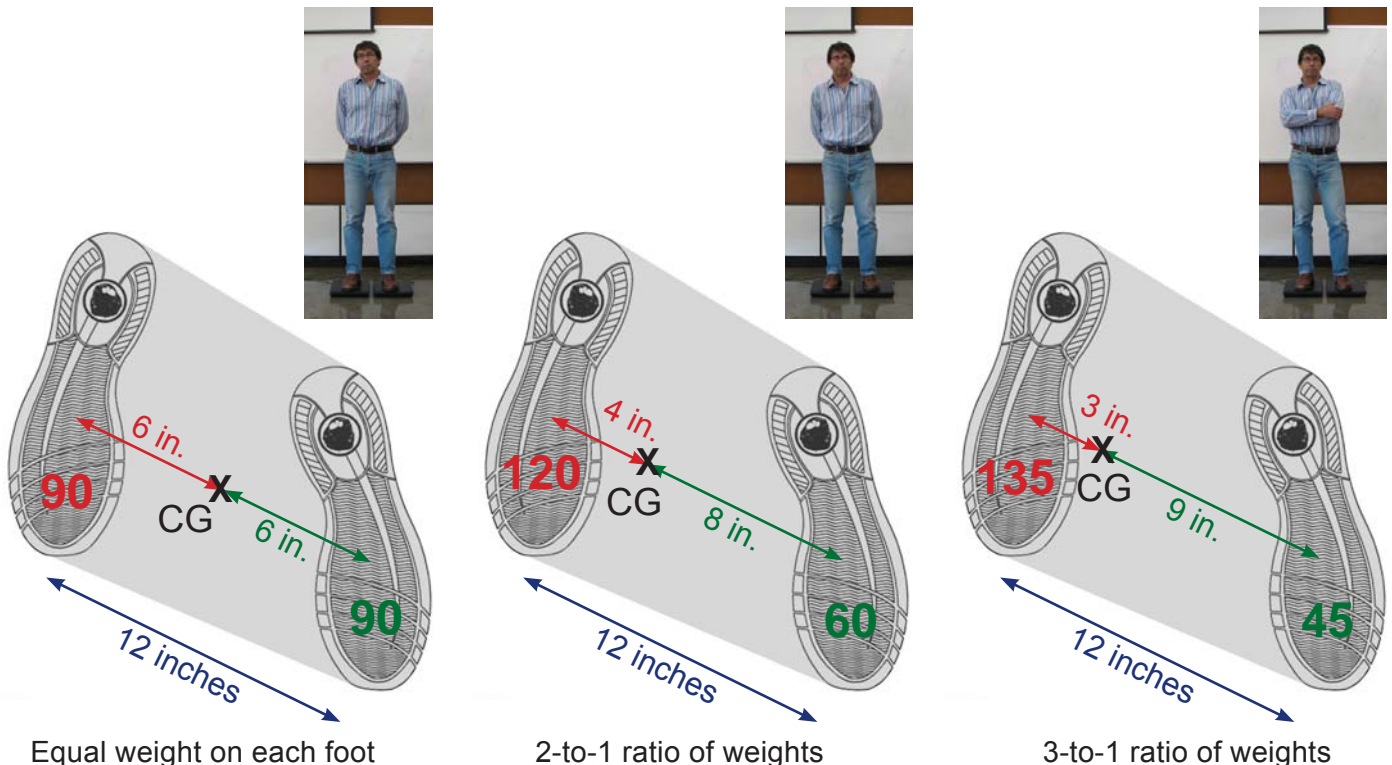 6 in.
90
X
CG
6 in.
90
12 inches
Equal weight on each foot
4 in.
120
X
CG
8 in.
60
12 inches
2-to-1 ratio of weights
3 in.
135
X
CG
9 in.
45
12 inches
3-to-1 ratio of weights